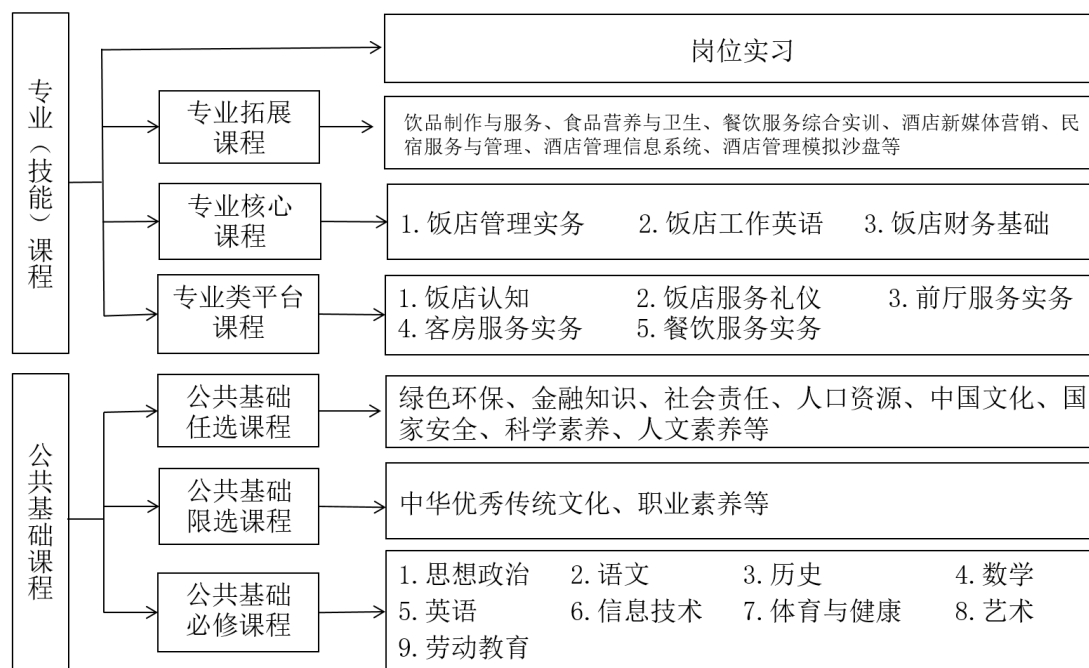 专业（技能）课程
岗位实习
专业拓展
课程
饮品制作与服务、食品营养与卫生、餐饮服务综合实训、酒店新媒体营销、民
宿服务与管理、酒店管理信息系统、酒店管理模拟沙盘等
专业核心
课程
1.饭店管理实务 2.饭店工作英语 3.饭店财务基础
专业类平台
课程
1.饭店认知 2.饭店服务礼仪 3.前厅服务实务
4.客房服务实务 5.餐饮服务实务
公共基础课程
公共基础
任选课程
绿色环保、金融知识、社会责任、人口资源、中国文化、国
家安全、科学素养、人文素养等
公共基础
限选课程
中华优秀传统文化、职业素养等
公共基础
必修课程
1.思想政治 2.语文 3.历史 4.数学
5.英语 6.信息技术 7.体育与健康 8.艺术
9.劳动教育